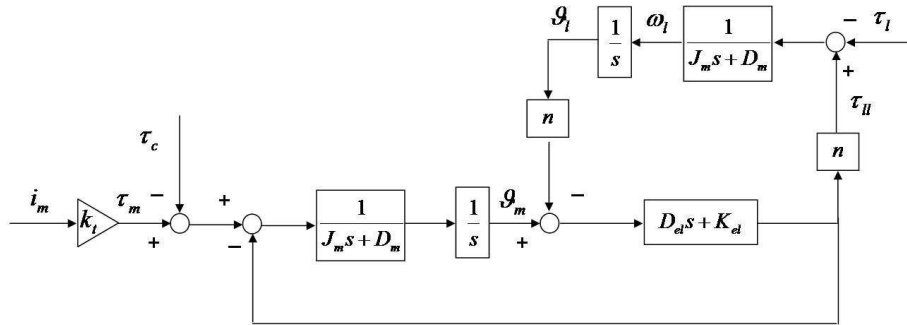 ϑ_l
1
s
ω_l
1
J_m s + D_m
−
τ_l
+
n
τ_c
τ_ll
n
i_m
k_t
τ_m
−
+
+
−
1
J_m s + D_m
1
s
ϑ_m
−
+
D_el s + K_el